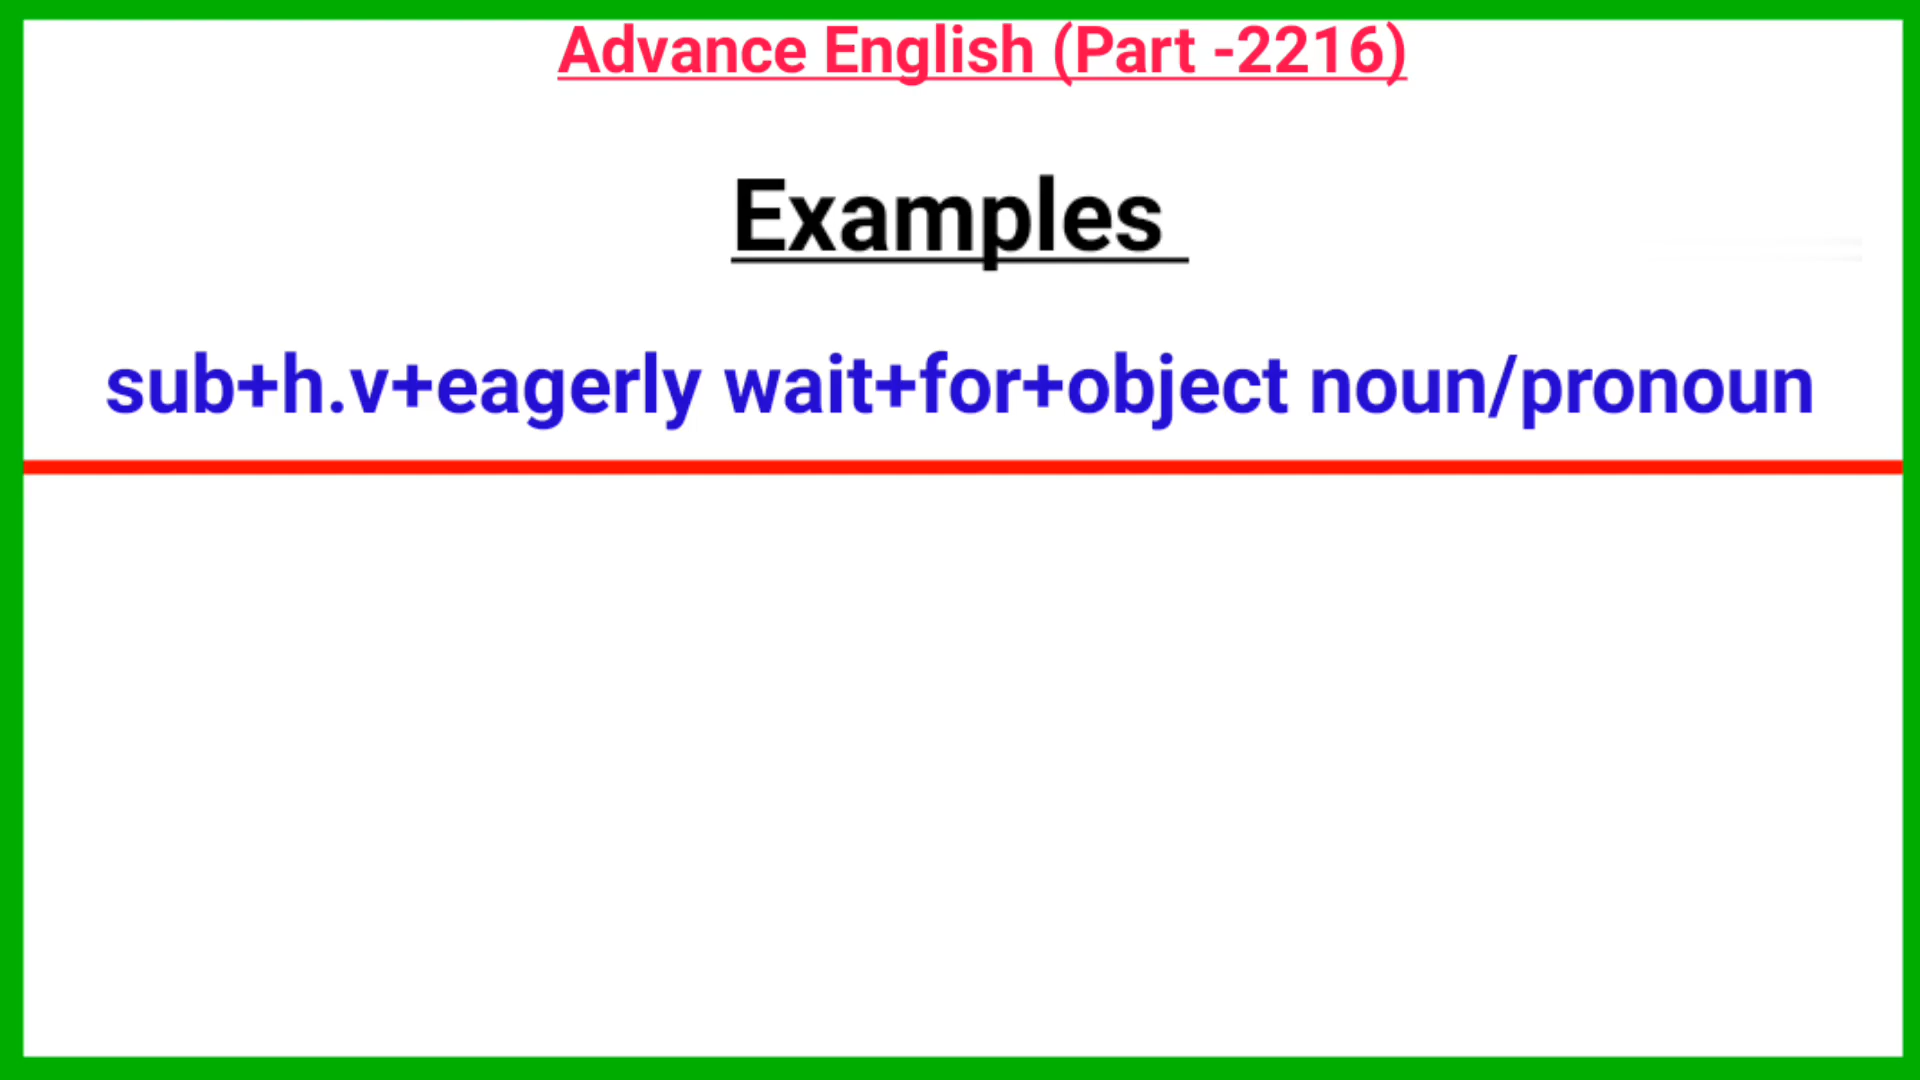 Advance English (Part -2216)
Examples
sub+h.v+eagerly wait+for+object noun/pronoun